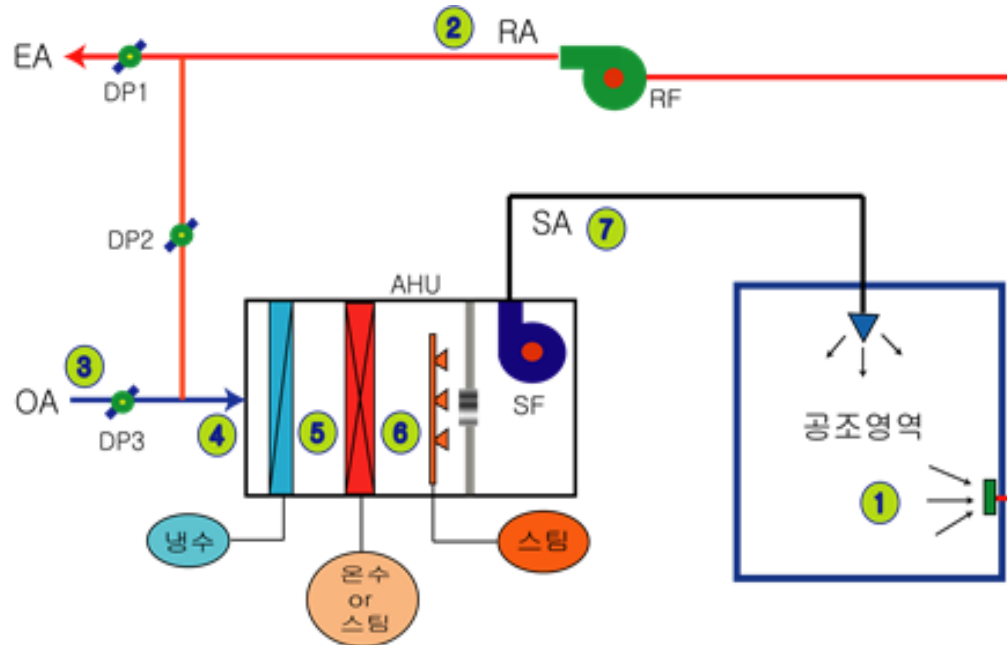 ② RA
EA
DP1
RF
DP2
SA ⑦
AHU
③
OA
DP3
④ ⑤ ⑥
SF
공조영역
①
냉수
온수
or
스팀
스팀